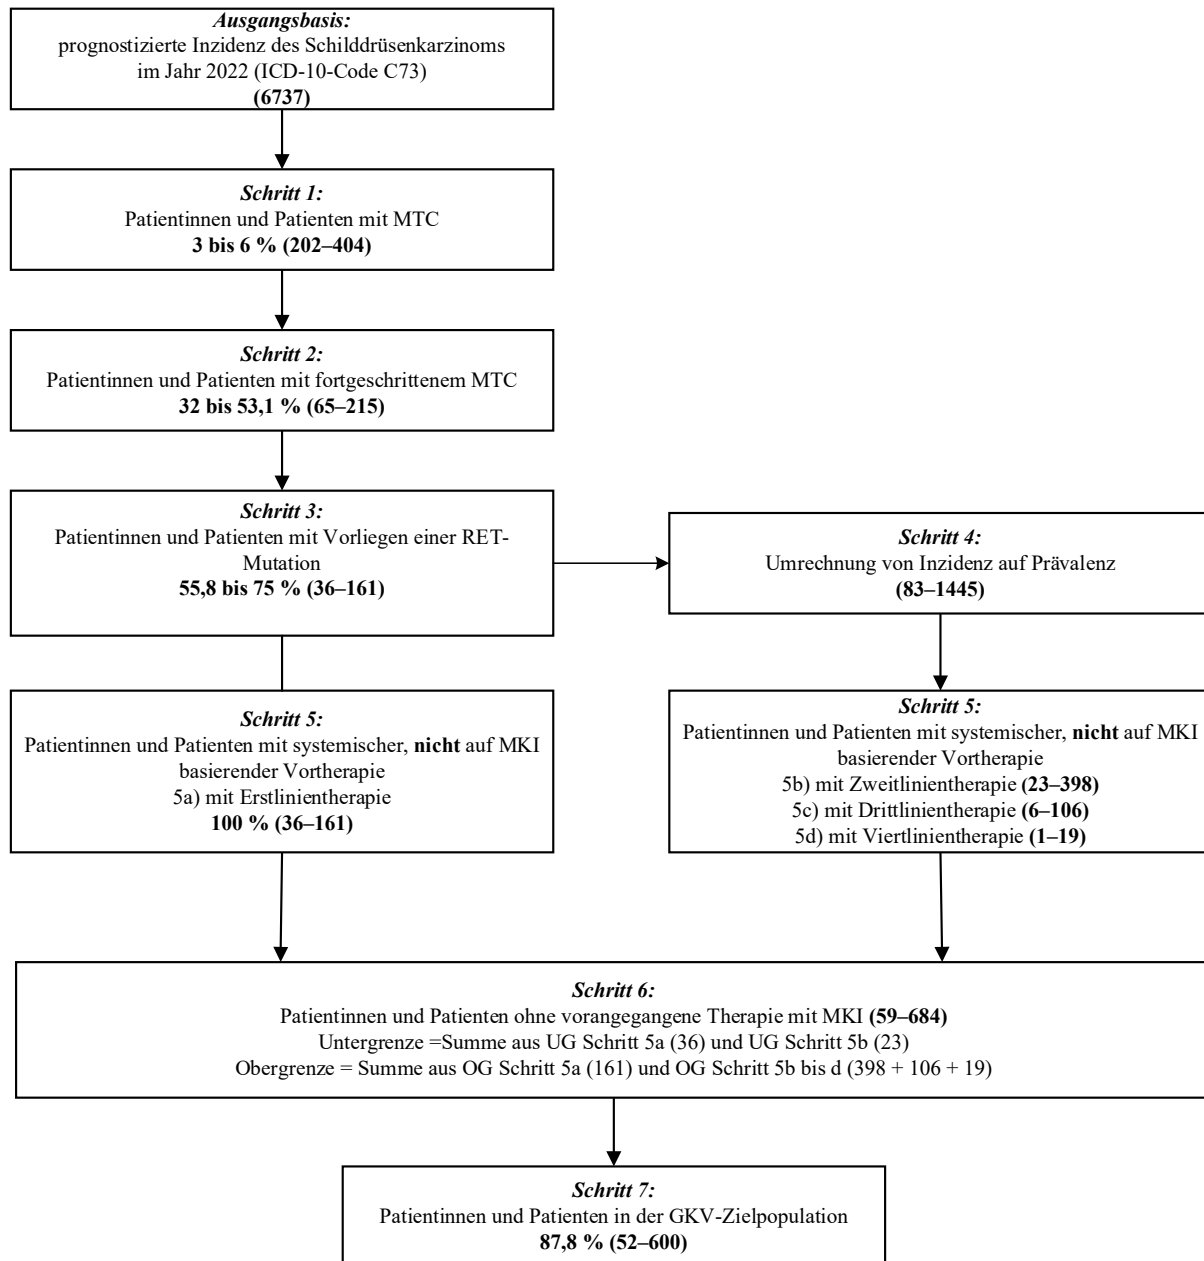 Ausgangsbasis:
prognostizierte Inzidenz des Schilddrüsenkarzinoms
im Jahr 2022 (ICD-10-Code C73)
(6737)
Schritt 1:
Patientinnen und Patienten mit MTC
3 bis 6 % (202–404)
Schritt 2:
Patientinnen und Patienten mit fortgeschrittenem MTC
32 bis 53,1 % (65–215)
Schritt 3:
Patientinnen und Patienten mit Vorliegen einer RET-
Mutation
55,8 bis 75 % (36–161)
Schritt 4:
Umrechnung von Inzidenz auf Prävalenz
(83–1445)
Schritt 5:
Patientinnen und Patienten mit systemischer, nicht auf MKI
basierender Vortherapie
5a) mit Erstlinientherapie
100 % (36–161)
Schritt 5:
Patientinnen und Patienten mit systemischer, nicht auf MKI
basierender Vortherapie
5b) mit Zweitlinientherapie (23–398)
5c) mit Drittlinientherapie (6–106)
5d) mit Viertlinientherapie (1–19)
Schritt 6:
Patientinnen und Patienten ohne vorangegangene Therapie mit MKI (59–684)
Untergrenze =Summe aus UG Schritt 5a (36) und UG Schritt 5b (23)
Obergrenze = Summe aus OG Schritt 5a (161) und OG Schritt 5b bis d (398 + 106 + 19)
Schritt 7:
Patientinnen und Patienten in der GKV-Zielpopulation
87,8 % (52–600)